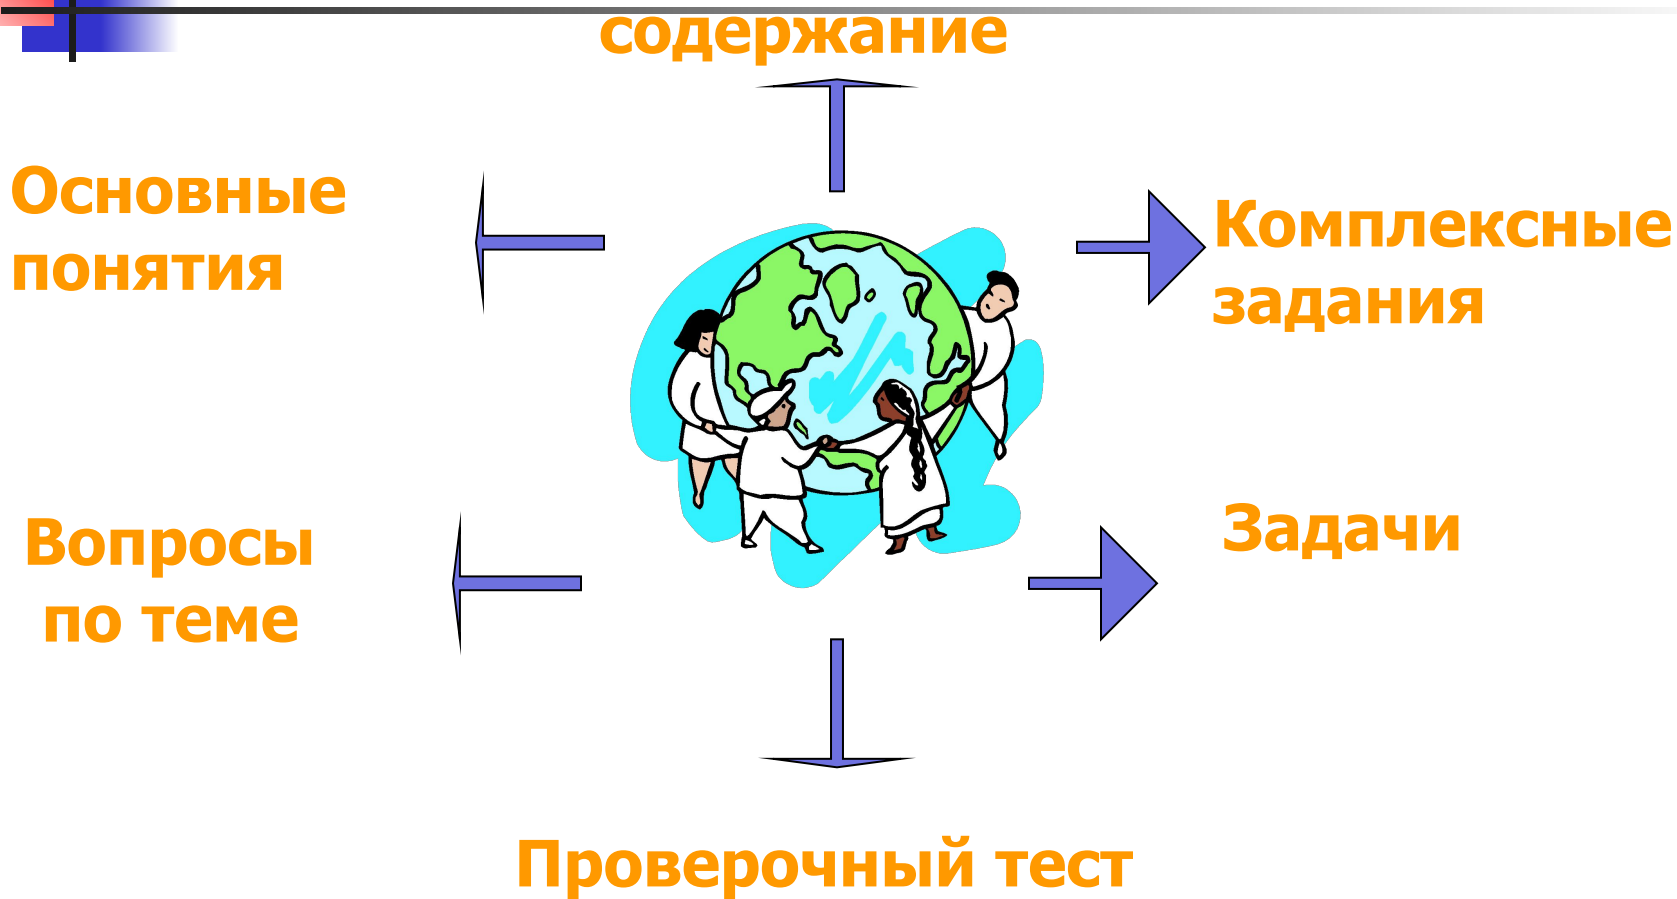 содержание
Основные
понятия
Комплексные
задания
Вопросы
по теме
Задачи
Проверочный тест